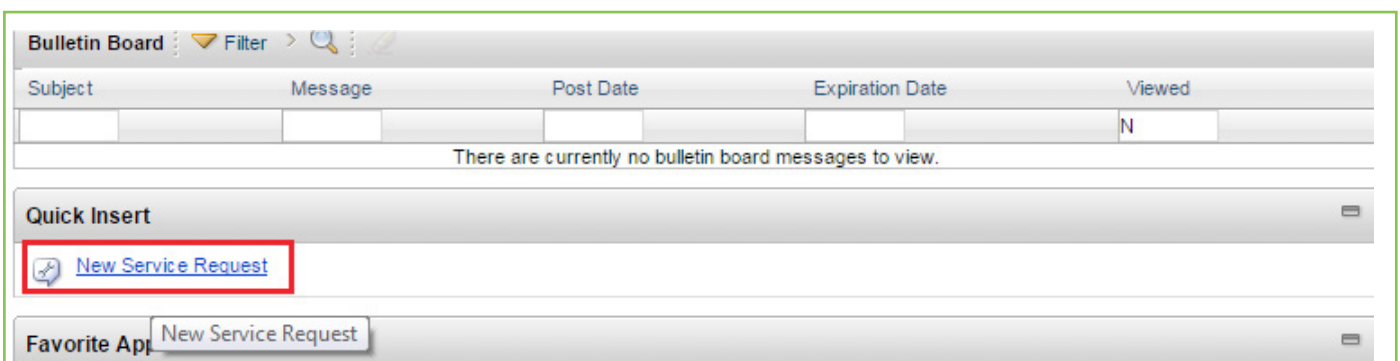 Bulletin Board Filter >
Subject Message Post Date Expiration Date Viewed
N
There are currently no bulletin board messages to view.
Quick Insert
New Service Request
New Service Request
Favorite App